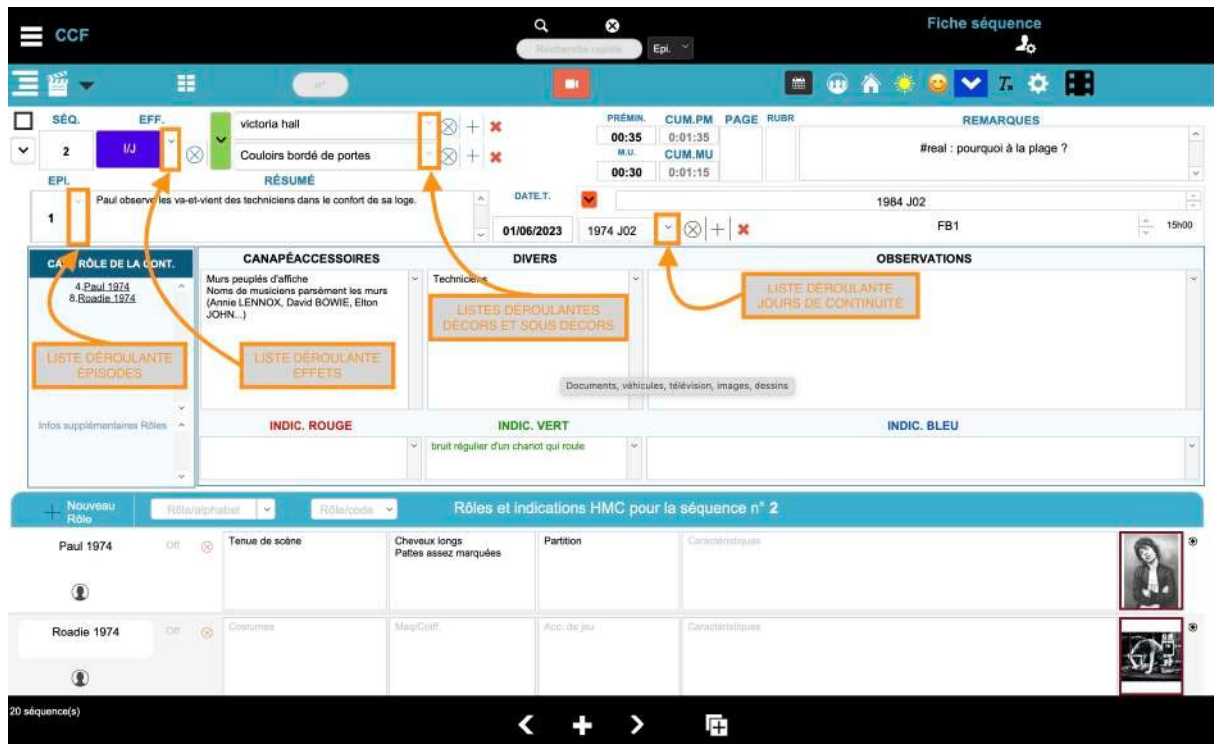 CCF
Fiche séquence
Recherche rapide
Epi.
n°
SÉQ.
EFF.
2
I/J
victoria hall
Couloirs bordé de portes
PRÉMIN.
CUM.PM
PAGE
RUBR
00:35
0:01:35
M.U.
CUM.MU
00:30
0:01:15
REMARQUES
#real : pourquoi à la plage ?
EPI.
1
RÉSUMÉ
Paul observe les va-et-vient des techniciens dans le confort de sa loge.
DATE.T.
01/06/2023
1974 J02
1984 J02
FB1
15h00
RÔLE DE LA CONT.
4.Paul 1974
8.Roadie 1974
Infos supplémentaires Rôles
CANAPÉACCESSOIRES
Murs peuplés d'affiche
Noms de musiciens parsèment les murs
(Annie LENNOX, David BOWIE, Elton
JOHN...)
DIVERS
Techniciens
OBSERVATIONS
LISTE DÉROULANTE
ÉPISODES
LISTE DÉROULANTE
EFFETS
LISTES DÉROULANTES
DÉCORS ET SOUS DÉCORS
LISTE DÉROULANTE
JOURS DE CONTINUITÉ
Documents, véhicules, télévision, images, dessins
INDIC. ROUGE
INDIC. VERT
bruit régulier d'un chariot qui roule
INDIC. BLEU
Nouveau
Rôle
Rôle/alphabet
Rôle/code
Rôles et indications HMC pour la séquence n° 2
Paul 1974
Off
Tenue de scène
Cheveux longs
Pattes assez marquées
Partition
Caractéristiques
Roadie 1974
Off
Costumes
Maq/Coiff
Acc. de jeu
Caractéristiques
20 séquence(s)